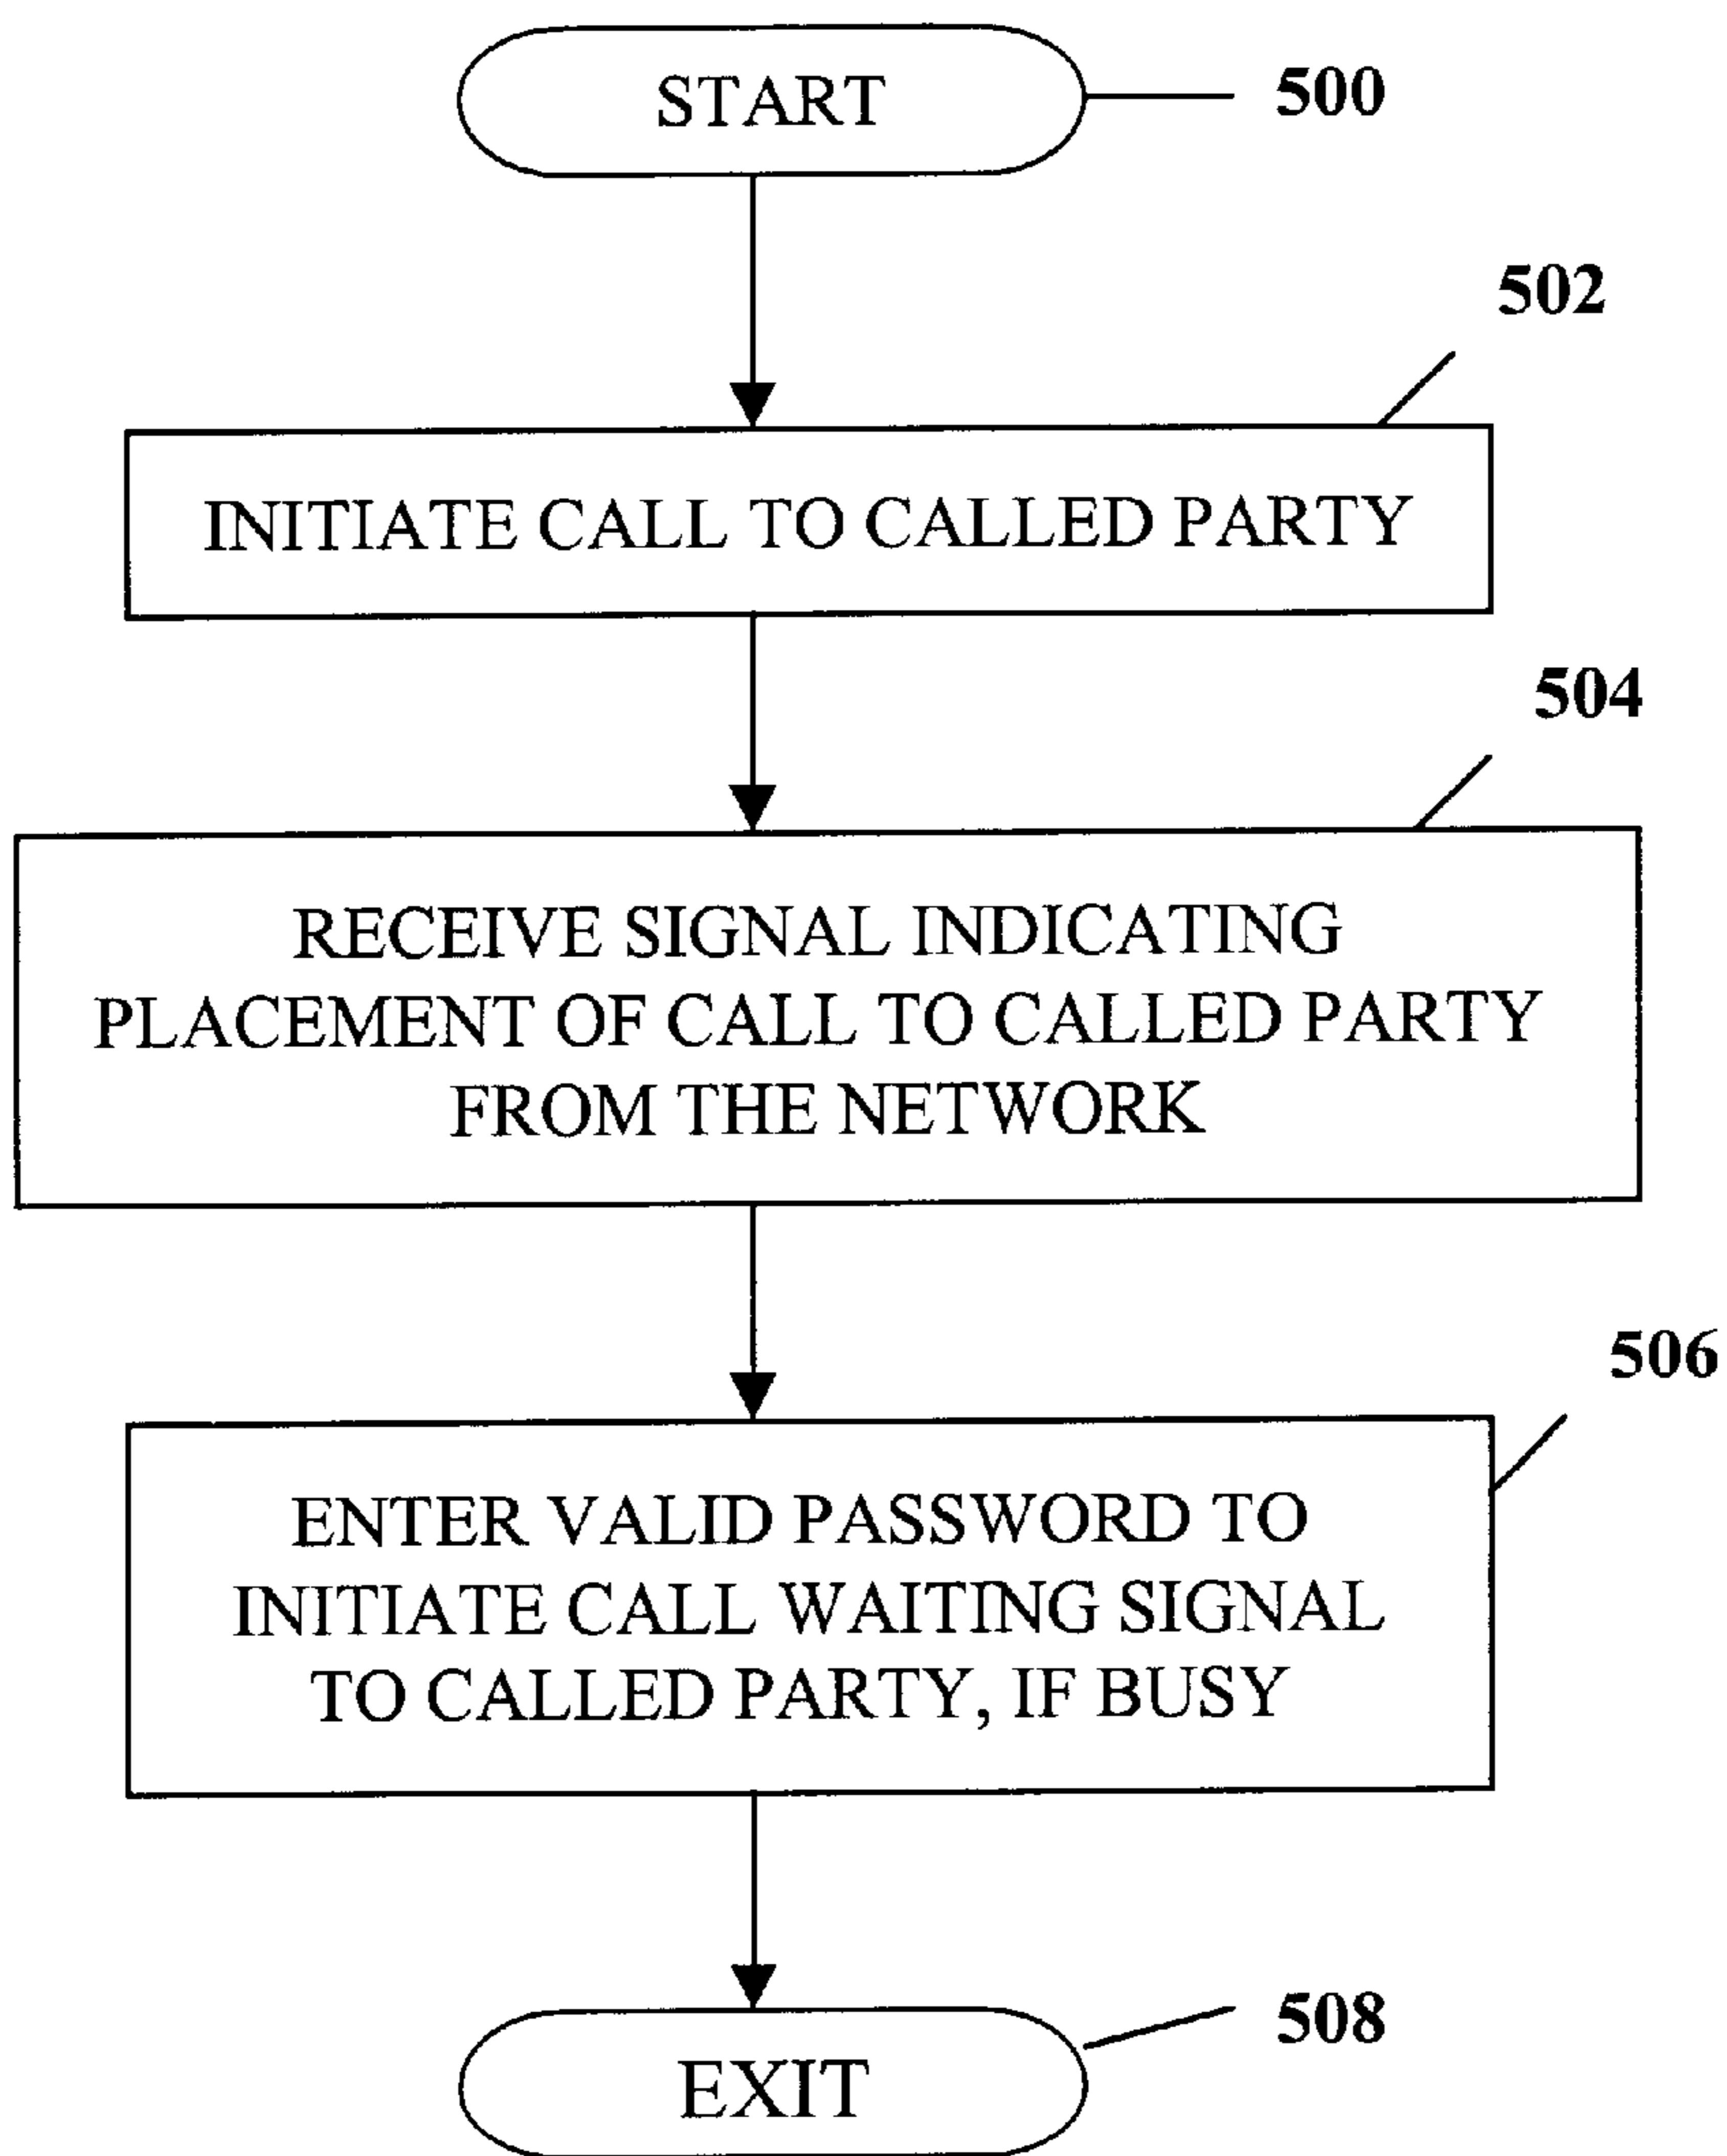 START
500
502
INITIATE CALL TO CALLED PARTY
504
RECEIVE SIGNAL INDICATING
PLACEMENT OF CALL TO CALLED PARTY
FROM THE NETWORK
506
ENTER VALID PASSWORD TO
INITIATE CALL WAITING SIGNAL
TO CALLED PARTY, IF BUSY
508
EXIT